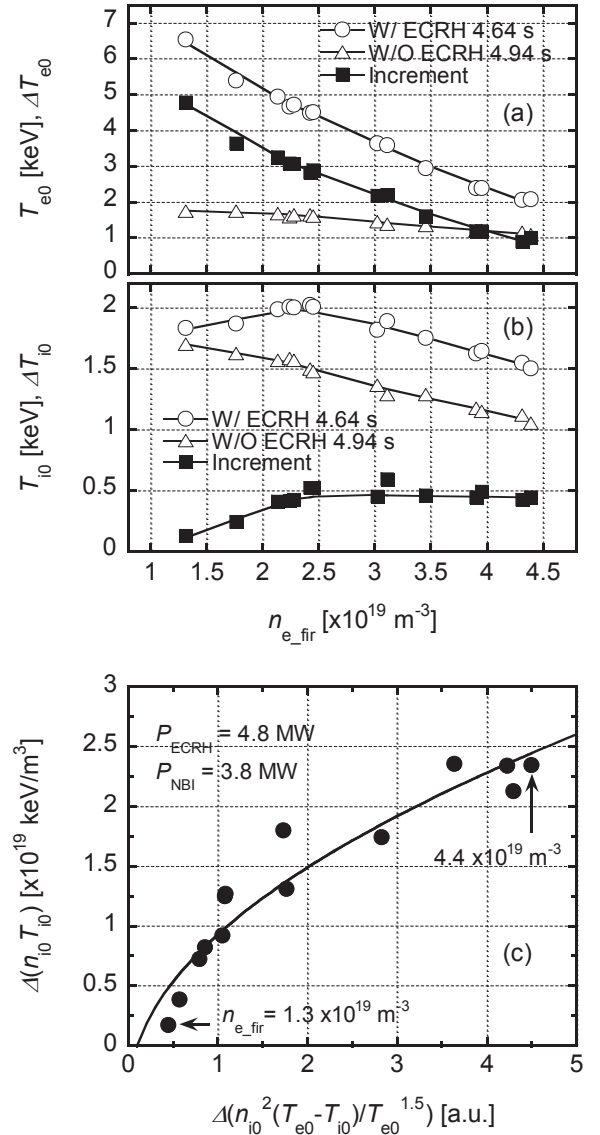 7
6
5
4
3
2
1
0
T_e0 [keV], ΔT_e0
W/ ECRH 4.64 s
W/O ECRH 4.94 s
Increment
(a)
2
1.5
1
0.5
0
T_i0 [keV], ΔT_i0
(b)
W/ ECRH 4.64 s
W/O ECRH 4.94 s
Increment
1 1.5 2 2.5 3 3.5 4 4.5
n_e_fir [x10^19 m^-3]
3
2.5
2
1.5
1
0.5
0
Δ(n_i0 T_i0) [x10^19 keV/m^3]
P_ECRH = 4.8 MW
P_NBI = 3.8 MW
4.4 x10^19 m^-3
(c)
n_e_fir = 1.3 x10^19 m^-3
0 1 2 3 4 5
Δ(n_i0^2(T_e0-T_i0)/T_e0^1.5) [a.u.]